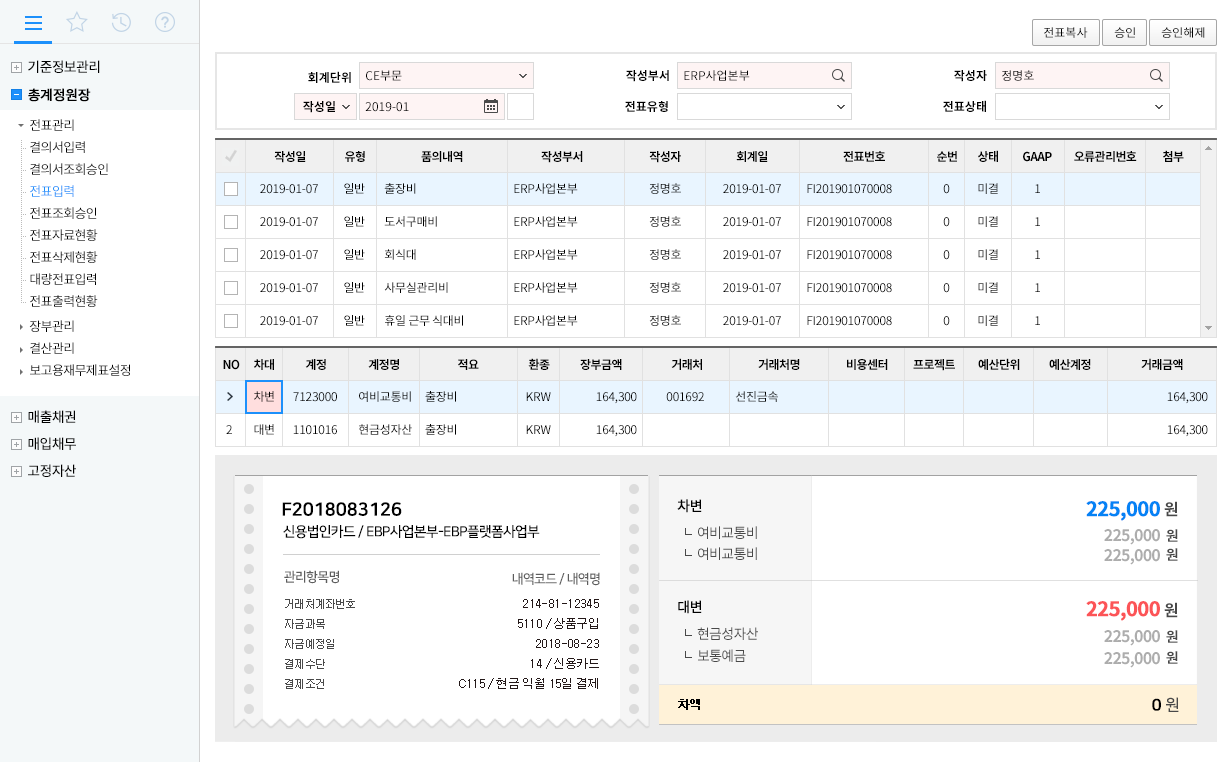 ?
전표복사 승인 승인해제
기준정보관리
총계정원장
전표관리
결의서입력
결의서조회승인
전표입력
전표조회승인
전표자료현황
전표삭제현황
대량전표입력
전표출력현황
장부관리
결산관리
보고용재무제표설정
매출채권
매입채무
고정자산
회계단위 CE부문 작성부서 ERP사업본부 작성자 정명호
작성일 2019-01 전표유형 전표상태
작성일 유형 품의내역 작성부서 작성자 회계일 전표번호 순번 상태 GAAP 오류관리번호 첨부
2019-01-07 일반 출장비 ERP사업본부 정명호 2019-01-07 FI201901070008 0 미결 1
2019-01-07 일반 도서구매비 ERP사업본부 정명호 2019-01-07 FI201901070008 0 미결 1
2019-01-07 일반 회식대 ERP사업본부 정명호 2019-01-07 FI201901070008 0 미결 1
2019-01-07 일반 사무실관리비 ERP사업본부 정명호 2019-01-07 FI201901070008 0 미결 1
2019-01-07 일반 휴일 근무 식대비 ERP사업본부 정명호 2019-01-07 FI201901070008 0 미결 1
NO 차대 계정 계정명 적요 환종 장부금액 거래처 거래처명 비용센터 프로젝트 예산단위 예산계정 거래금액
차변 7123000 여비교통비 출장비 KRW 164,300 001692 선진금속 164,300
2 대변 1101016 현금성자산 출장비 KRW 164,300 164,300
F2018083126
신용법인카드 / EBP사업본부-EBP플랫폼사업부
관리항목명 내역코드 / 내역명
거래처계좌번호 214-81-12345
자금과목 5110 / 상품구입
자금예정일 2018-08-23
결제수단 14 / 신용카드
결제조건 C115 / 현금 익월 15일 결제
차변 225,000 원
ㄴ 여비교통비 225,000 원
ㄴ 여비교통비 225,000 원
대변 225,000 원
ㄴ 현금성자산 225,000 원
ㄴ 보통예금 225,000 원
차액 0 원